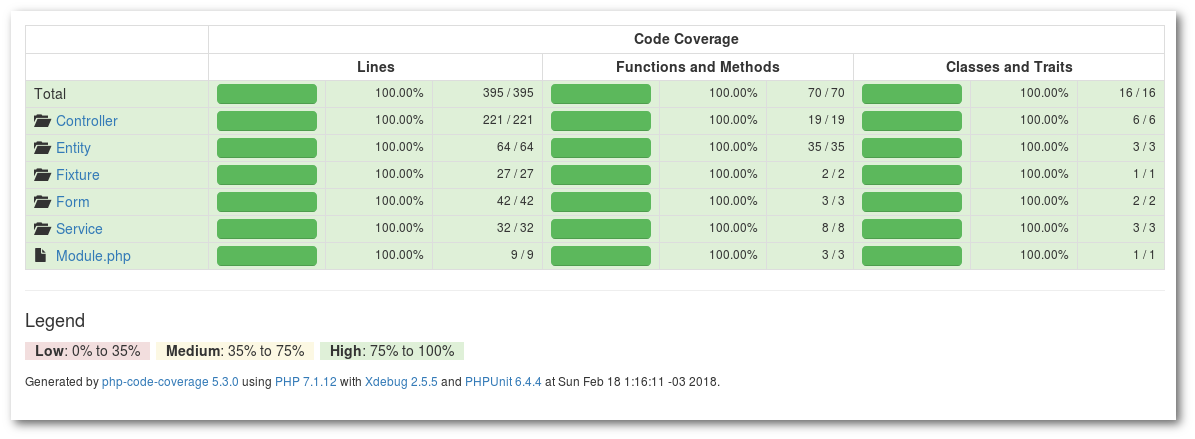 Code Coverage
Lines Functions and Methods Classes and Traits
Total 100.00% 395 / 395 100.00% 70 / 70 100.00% 16 / 16
Controller 100.00% 221 / 221 100.00% 19 / 19 100.00% 6 / 6
Entity 100.00% 64 / 64 100.00% 35 / 35 100.00% 3 / 3
Fixture 100.00% 27 / 27 100.00% 2 / 2 100.00% 1 / 1
Form 100.00% 42 / 42 100.00% 3 / 3 100.00% 2 / 2
Service 100.00% 32 / 32 100.00% 8 / 8 100.00% 3 / 3
Module.php 100.00% 9 / 9 100.00% 3 / 3 100.00% 1 / 1
Legend
Low: 0% to 35% Medium: 35% to 75% High: 75% to 100%
Generated by php-code-coverage 5.3.0 using PHP 7.1.12 with Xdebug 2.5.5 and PHPUnit 6.4.4 at Sun Feb 18 1:16:11 -03 2018.